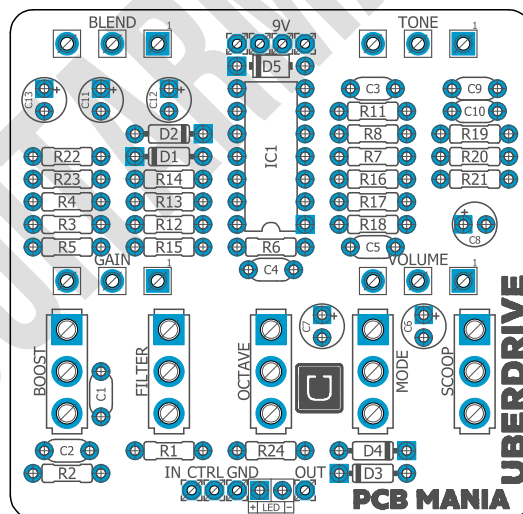 BLEND 1 9V TONE 1
C13 + C11 + C12 + D5 C3 C9
R11 C10
D2 R8 R19
R22 D1 IC1 R7 R20
R23 R14 R16 R21
R4 R13 R17
R3 R12 R18 + C8
R5 R15 R6 C5
GAIN 1 C4 VOLUME 1
BOOST FILTER OCTAVE C7 + MODE C6 + SCOOP
C1 U
C2 R1 R24 D4
R2 D3
IN CTRL GND OUT
+ LED −
PCB MANIA
UBERDRIVE